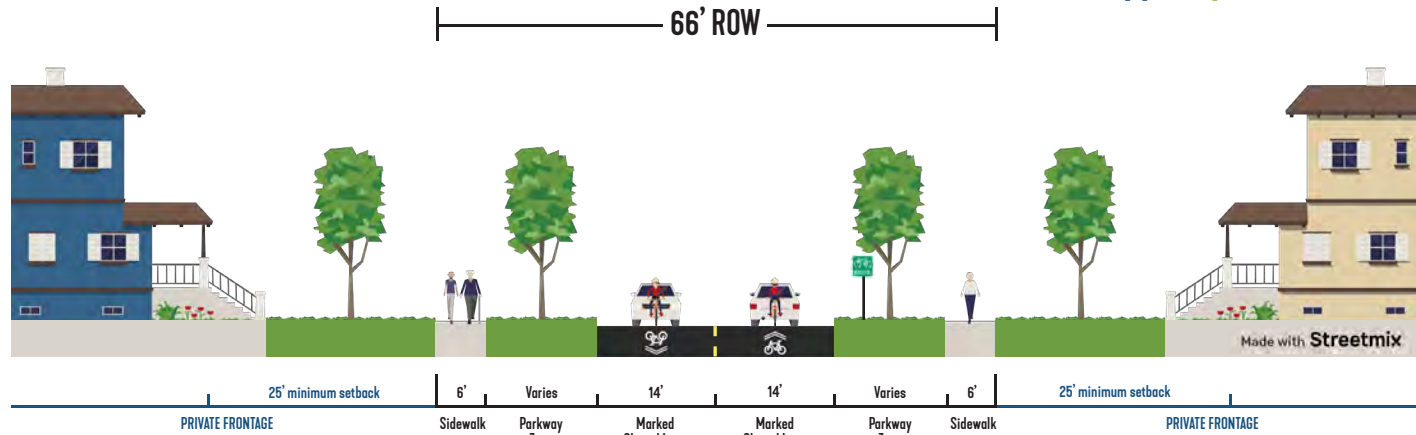 66' ROW
Made with Streetmix
25' minimum setback
6'
Varies
14'
14'
Varies
6'
25' minimum setback
PRIVATE FRONTAGE
Sidewalk
Parkway
Marked
Marked
Parkway
Sidewalk
PRIVATE FRONTAGE